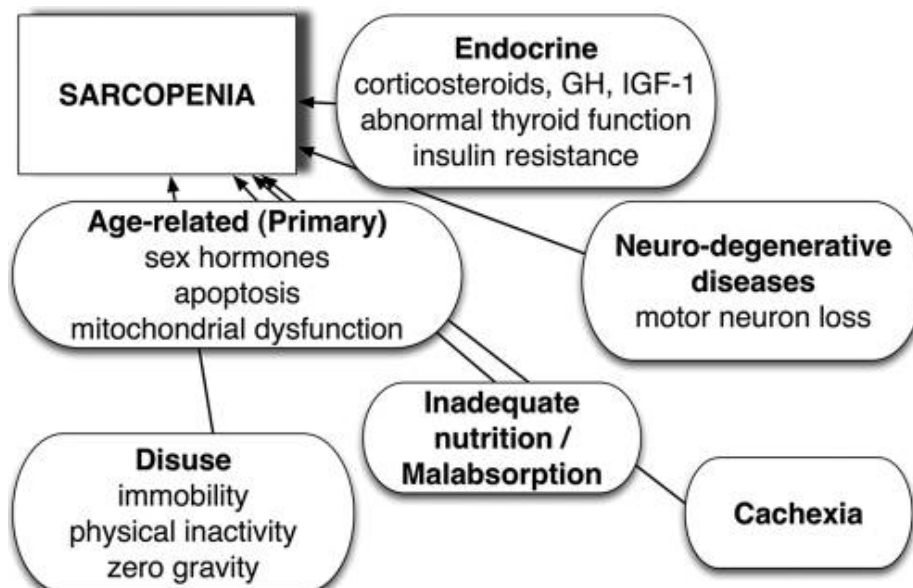 SARCOPENIA
Endocrine
corticosteroids, GH, IGF-1
abnormal thyroid function
insulin resistance
Age-related (Primary)
sex hormones
apoptosis
mitochondrial dysfunction
Neuro-degenerative
diseases
motor neuron loss
Inadequate
nutrition /
Malabsorption
Disuse
immobility
physical inactivity
zero gravity
Cachexia